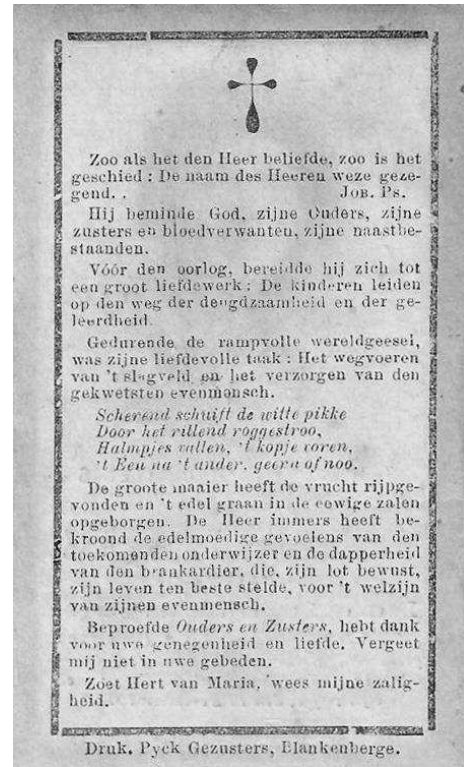 Zoo als het den Heer beliefde, zoo is het
geschied : De naam des Heeren weze geze-
gend. . JOB. PS.
Hij beminde God, zijne Ouders, zijne
zusters en bloedverwanten, zijne naastbe-
staanden.
Vóór den oorlog, bereidde hij zich tot
een groot liefdewerk : De kinderen leiden
op den weg der deugdzaamheid en der ge-
leerdheid.
Gedurende de rampvolle wereldgeesel,
was zijne liefdevolle taak : Het wegvoeren
van 't slagveld en het verzorgen van den
gekwetsten evenmensch.
Scherend schuift de witte pikke
Door het rillend roggestroo,
Halmpjes vallen, 't kopje voren,
't Een na 't ander, geern of noo.
De groote maaier heeft de vrucht rijpge-
vonden en 't edel graan in de eewige zalen
opgeborgen. De Heer immers heeft be-
kroond de edelmoedige gevoelens van den
toekomenden onderwijzer en de dapperheid
van den brankardier, die, zijn lot bewust,
zijn leven ten beste stelde, voor 't welzijn
van zijnen evenmensch.
Beproefde Ouders en Zusters, hebt dank
voor uwe genegenheid en liefde. Vergeet
mij niet in uwe gebeden.
Zoet Hert van Maria, wees mijne zalig-
heid.
Druk. Pyck Gezusters, Blankenberge.